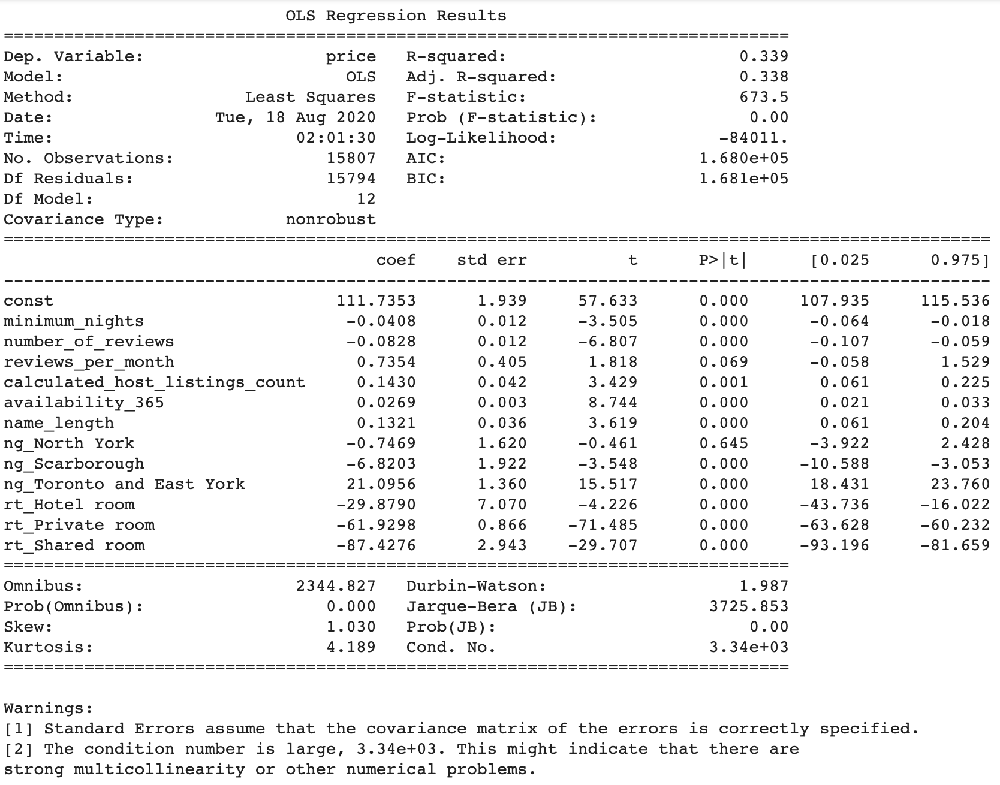 OLS Regression Results
==============================================================================
Dep. Variable: price R-squared: 0.339
Model: OLS Adj. R-squared: 0.338
Method: Least Squares F-statistic: 673.5
Date: Tue, 18 Aug 2020 Prob (F-statistic): 0.00
Time: 02:01:30 Log-Likelihood: -84011.
No. Observations: 15807 AIC: 1.680e+05
Df Residuals: 15794 BIC: 1.681e+05
Df Model: 12
Covariance Type: nonrobust
==================================================================================================
coef std err t P>|t| [0.025 0.975]
--------------------------------------------------------------------------------------------------
const 111.7353 1.939 57.633 0.000 107.935 115.536
minimum_nights -0.0408 0.012 -3.505 0.000 -0.064 -0.018
number_of_reviews -0.0828 0.012 -6.807 0.000 -0.107 -0.059
reviews_per_month 0.7354 0.405 1.818 0.069 -0.058 1.529
calculated_host_listings_count 0.1430 0.042 3.429 0.001 0.061 0.225
availability_365 0.0269 0.003 8.744 0.000 0.021 0.033
name_length 0.1321 0.036 3.619 0.000 0.061 0.204
ng_North York -0.7469 1.620 -0.461 0.645 -3.922 2.428
ng_Scarborough -6.8203 1.922 -3.548 0.000 -10.588 -3.053
ng_Toronto and East York 21.0956 1.360 15.517 0.000 18.431 23.760
rt_Hotel room -29.8790 7.070 -4.226 0.000 -43.736 -16.022
rt_Private room -61.9298 0.866 -71.485 0.000 -63.628 -60.232
rt_Shared room -87.4276 2.943 -29.707 0.000 -93.196 -81.659
==============================================================================
Omnibus: 2344.827 Durbin-Watson: 1.987
Prob(Omnibus): 0.000 Jarque-Bera (JB): 3725.853
Skew: 1.030 Prob(JB): 0.00
Kurtosis: 4.189 Cond. No. 3.34e+03
==============================================================================
Warnings:
[1] Standard Errors assume that the covariance matrix of the errors is correctly specified.
[2] The condition number is large, 3.34e+03. This might indicate that there are
strong multicollinearity or other numerical problems.